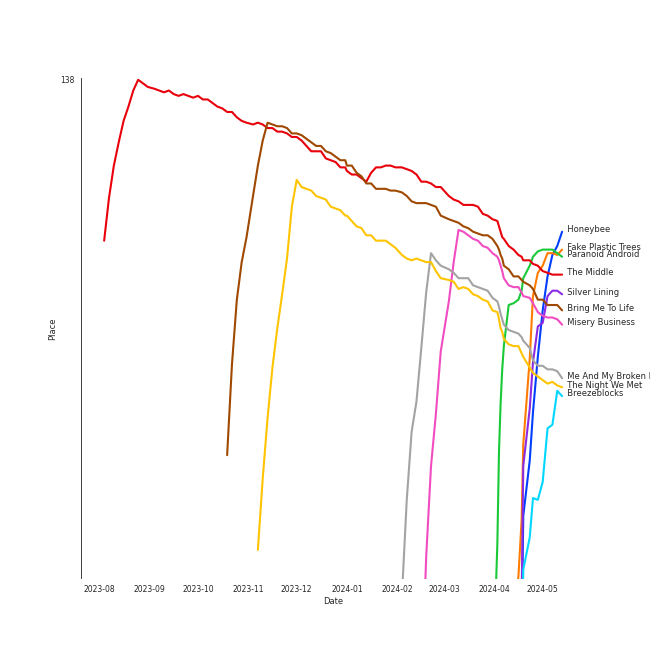 138
Place
Honeybee
Fake Plastic Trees
Paranoid Android
The Middle
Silver Lining
Bring Me To Life
Misery Business
Me And My Broken
The Night We Met
Breezeblocks
2023-08 2023-09 2023-10 2023-11 2023-12 2024-01 2024-02 2024-03 2024-04 2024-05
Date